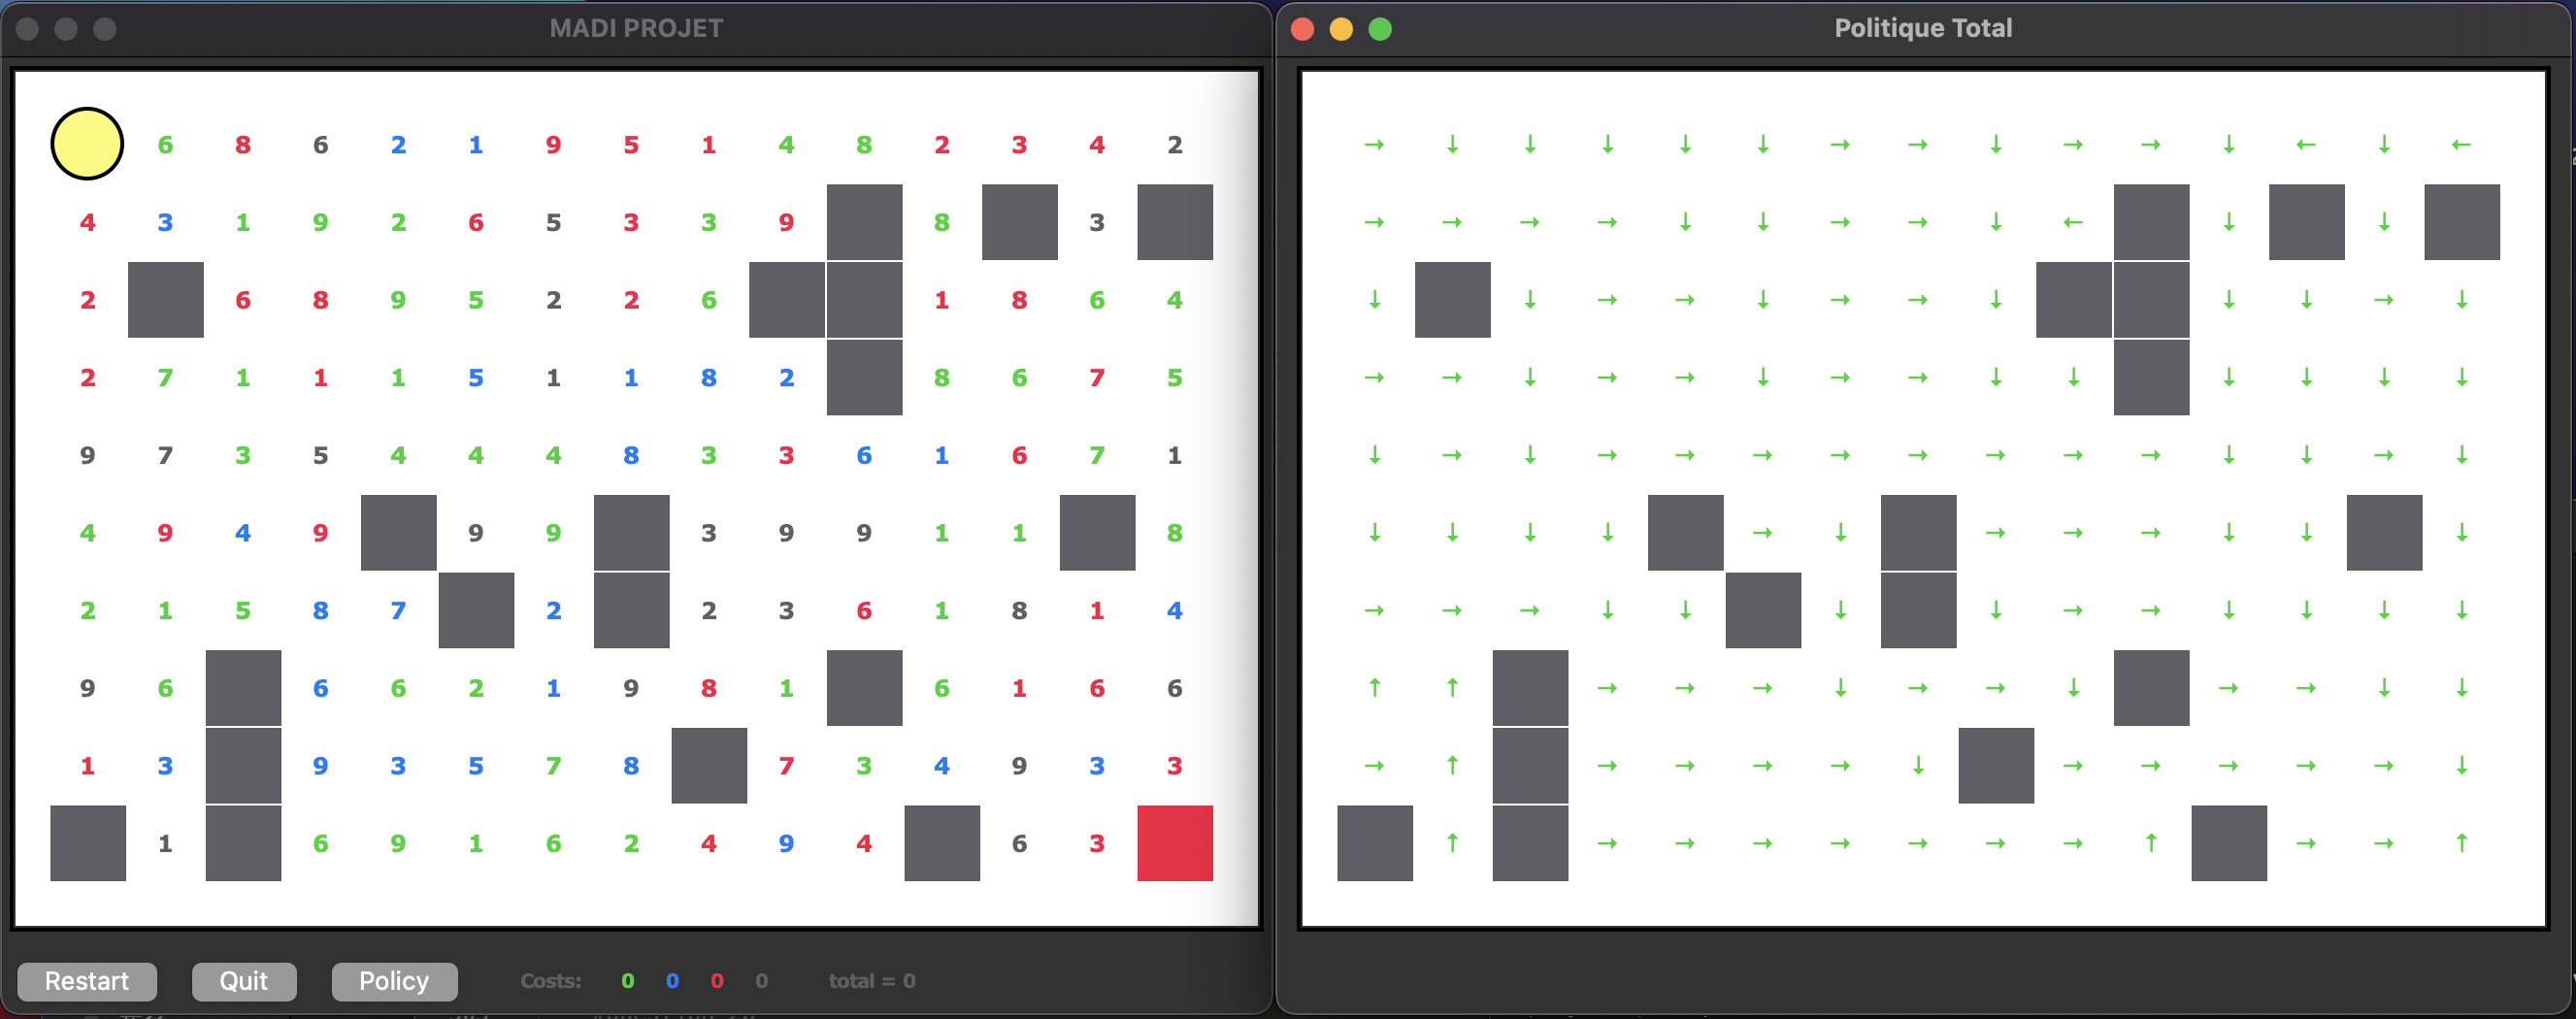 MADI PROJET
Politique Total
6 8 6 2 1 9 5 1 4 8 2 3 4 2
→ ↓ ↓ ↓ ↓ ↓ → → ↓ → → ↓ ← ↓ ←
4 3 1 9 2 6 5 3 3 9 8 3
→ → → → ↓ ↓ → → ↓ ← ↓ ↓
2 6 8 9 5 2 2 6 1 8 6 4
↓ ↓ → → ↓ → → ↓ ↓ ↓ → ↓
2 7 1 1 1 5 1 1 8 2 8 6 7 5
→ → ↓ → → ↓ → → ↓ ↓ ↓ ↓ ↓ ↓
9 7 3 5 4 4 4 8 3 3 6 1 6 7 1
↓ → ↓ → → → → → → → → ↓ ↓ → ↓
4 9 4 9 9 9 3 9 9 1 1 8
↓ ↓ ↓ ↓ → ↓ → → → ↓ ↓ ↓
2 1 5 8 7 2 2 3 6 1 8 1 4
→ → → ↓ ↓ ↓ ↓ → → ↓ ↓ ↓ ↓
9 6 6 6 2 1 9 8 1 6 1 6 6
↑ ↑ → → → ↓ → → ↓ → → ↓ ↓
1 3 9 3 5 7 8 7 3 4 9 3 3
→ ↑ → → → → ↓ → → → → → ↓
1 6 9 1 6 2 4 9 4 6 3
↑ → → → → → → → ↑ → → ↑
Restart Quit Policy Costs: 0 0 0 0 total = 0